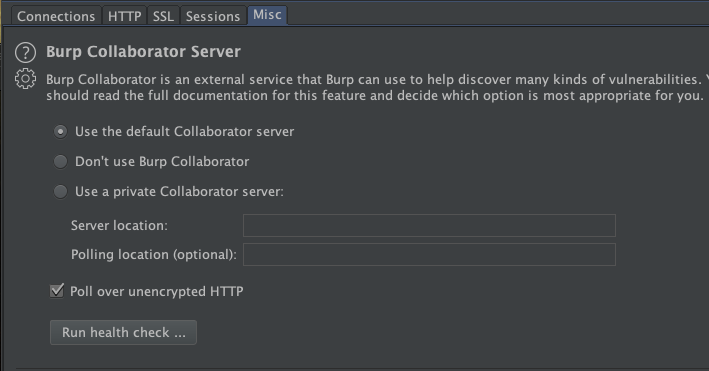 Connections HTTP SSL Sessions Misc
Burp Collaborator Server
Burp Collaborator is an external service that Burp can use to help discover many kinds of vulnerabilities.
should read the full documentation for this feature and decide which option is most appropriate for you.
Use the default Collaborator server
Don't use Burp Collaborator
Use a private Collaborator server:
Server location:
Polling location (optional):
Poll over unencrypted HTTP
Run health check ...